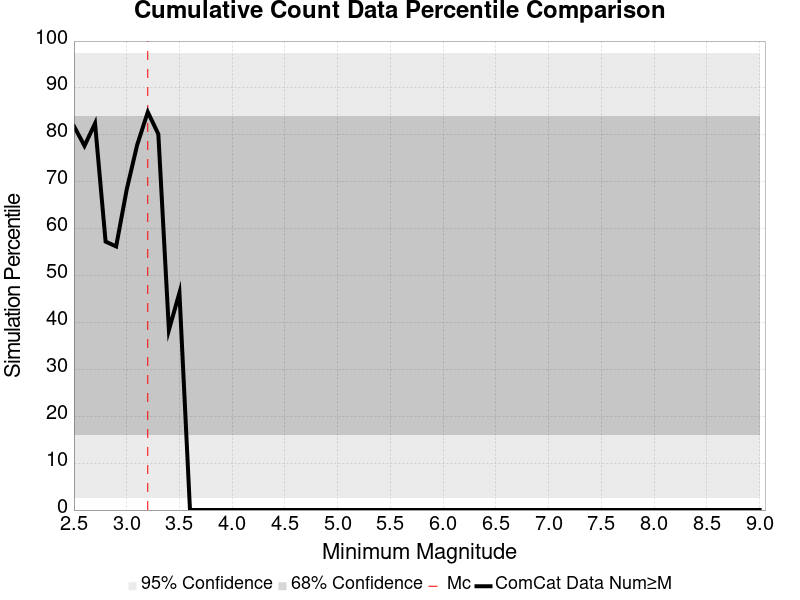 Cumulative Count Data Percentile Comparison
100
90
80
70
60
50
40
30
20
10
0
Simulation Percentile
2.5 3.0 3.5 4.0 4.5 5.0 5.5 6.0 6.5 7.0 7.5 8.0 8.5 9.0
Minimum Magnitude
95% Confidence 68% Confidence Mc ComCat Data Num≥M